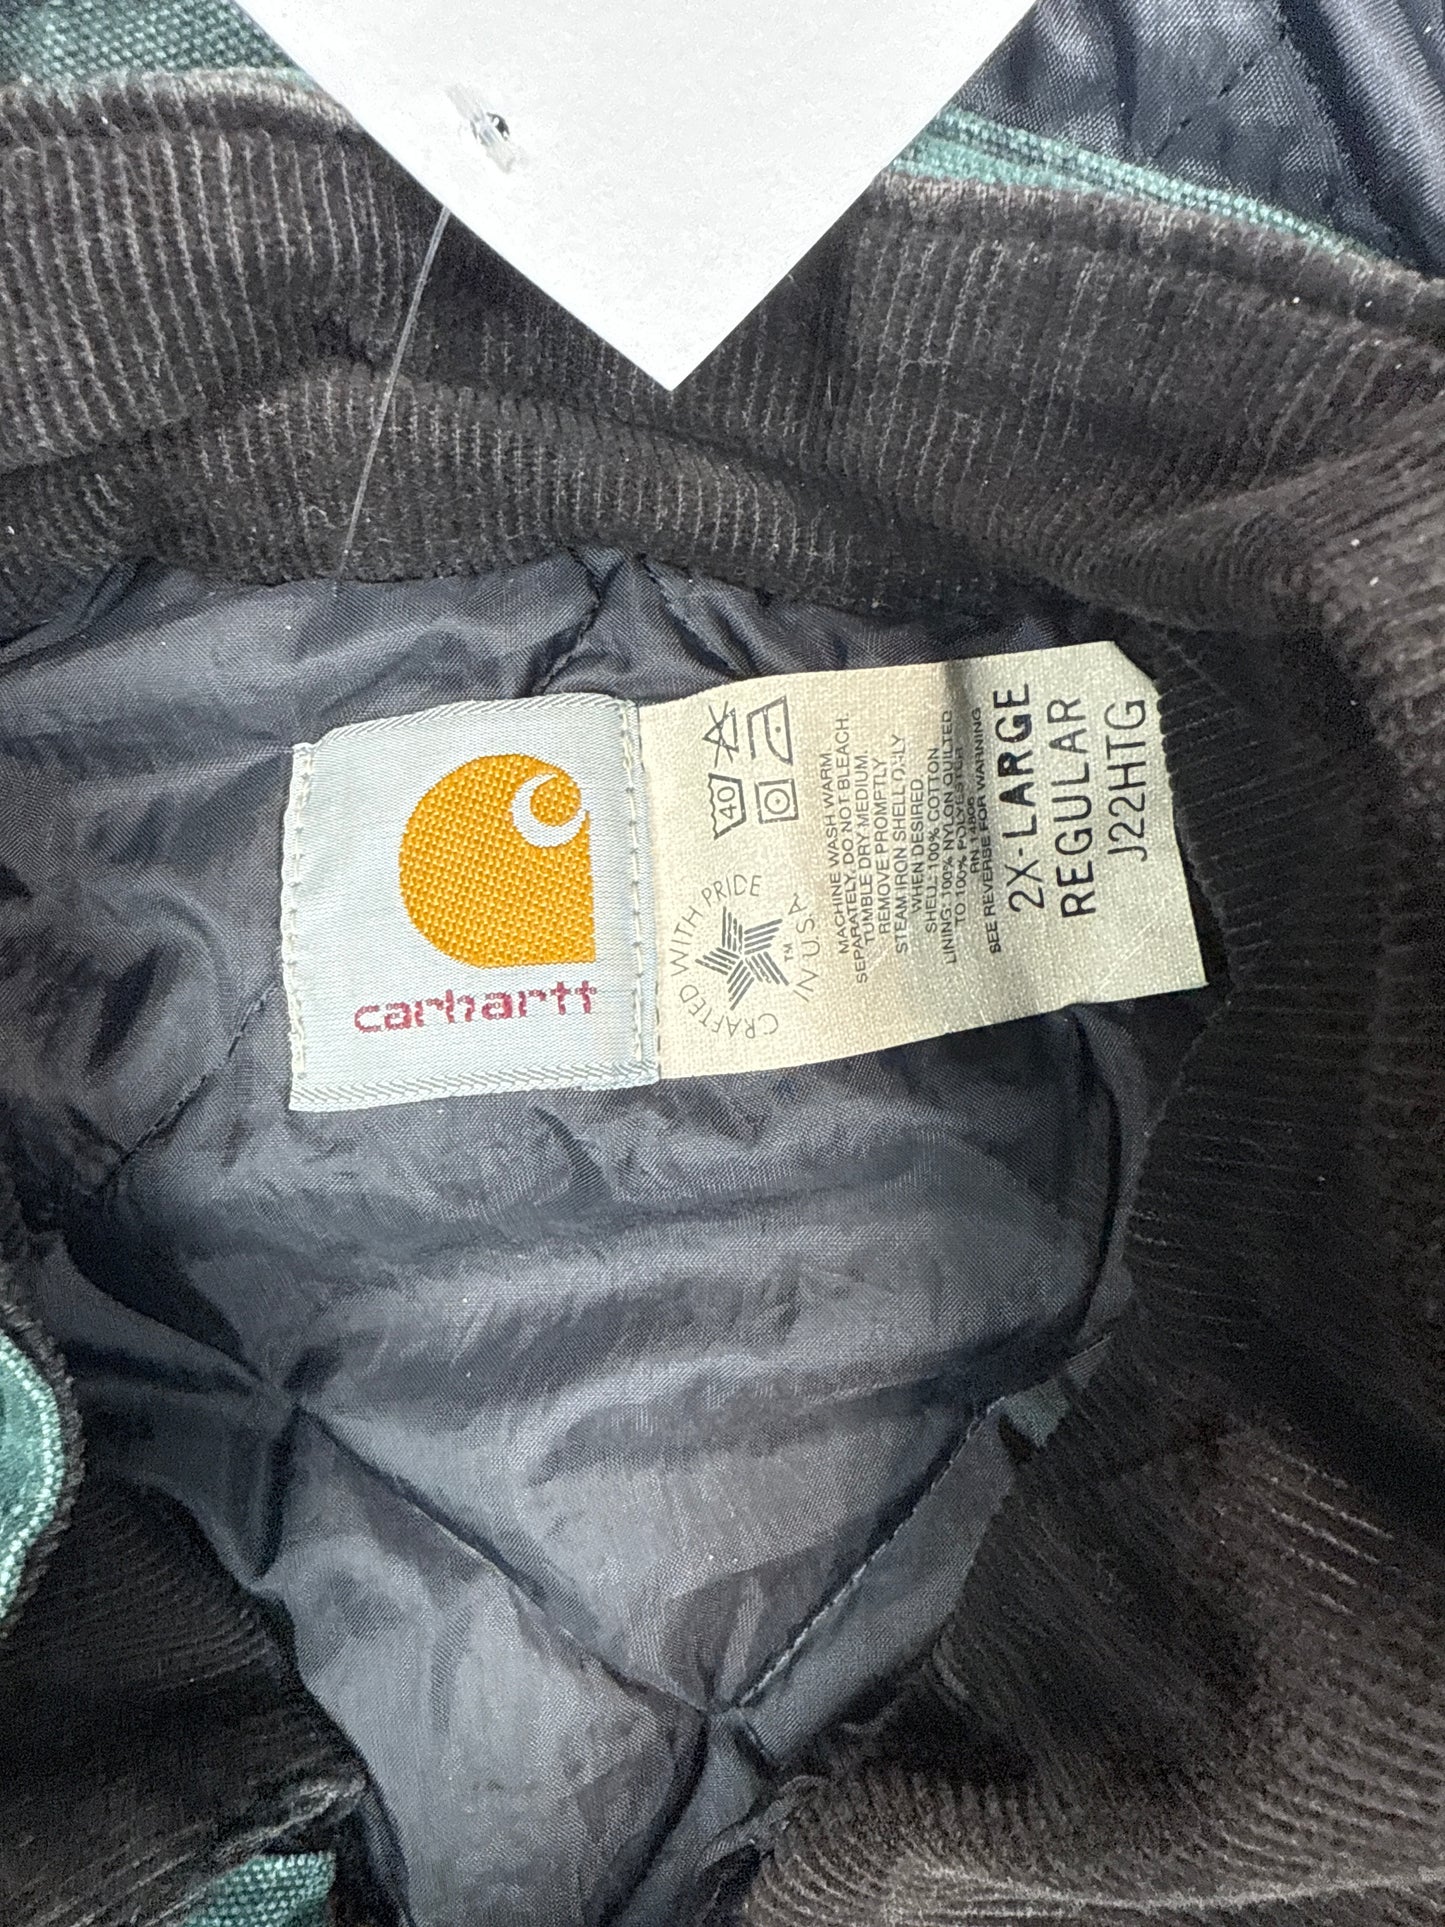 carhartt
40
CRAFTED WITH PRIDE
IN U.S.A.
TM
MACHINE WASH WARM.
SEPARATELY. DO NOT BLEACH.
TUMBLE DRY MEDIUM.
REMOVE PROMPTLY
STEAM IRON SHELL ONLY
WHEN DESIRED
SHELL: 100% COTTON
LINING: 100% NYLON QUILTED
TO 100% POLYESTER
RN 14806
SEE REVERSE FOR WARNING
2X-LARGE
REGULAR
J22HTG